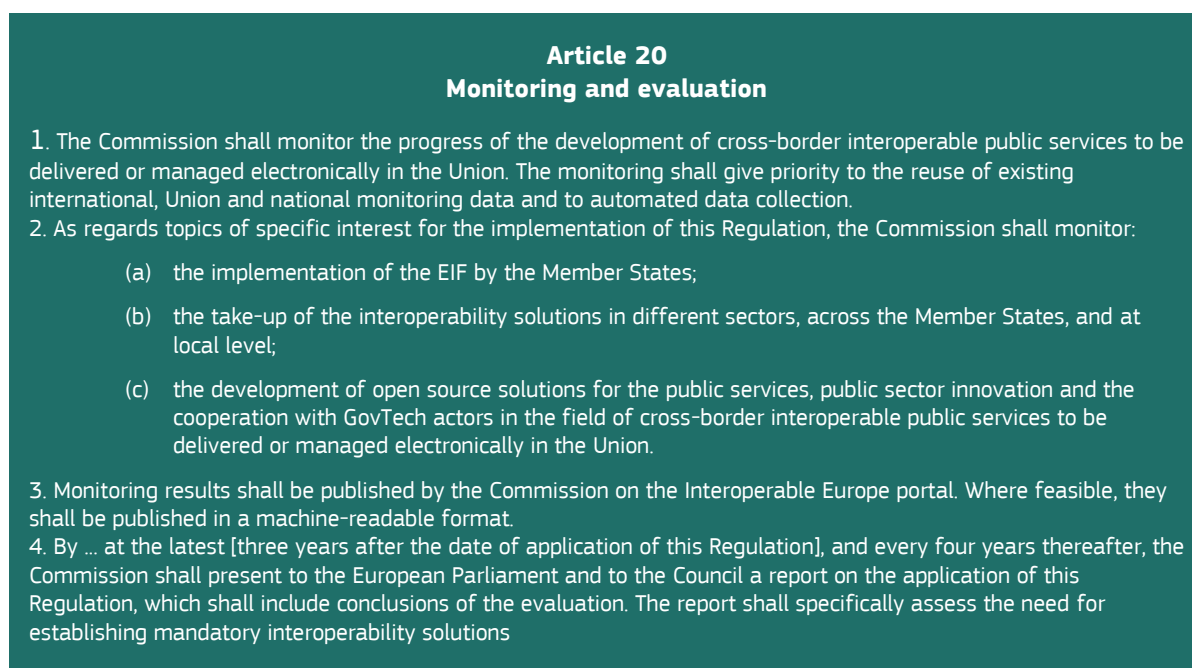 Article 20
Monitoring and evaluation
1. The Commission shall monitor the progress of the development of cross-border interoperable public services to be
delivered or managed electronically in the Union. The monitoring shall give priority to the reuse of existing
international, Union and national monitoring data and to automated data collection.
2. As regards topics of specific interest for the implementation of this Regulation, the Commission shall monitor:
(a) the implementation of the EIF by the Member States;
(b) the take-up of the interoperability solutions in different sectors, across the Member States, and at
local level;
(c) the development of open source solutions for the public services, public sector innovation and the
cooperation with GovTech actors in the field of cross-border interoperable public services to be
delivered or managed electronically in the Union.
3. Monitoring results shall be published by the Commission on the Interoperable Europe portal. Where feasible, they
shall be published in a machine-readable format.
4. By ... at the latest [three years after the date of application of this Regulation], and every four years thereafter, the
Commission shall present to the European Parliament and to the Council a report on the application of this
Regulation, which shall include conclusions of the evaluation. The report shall specifically assess the need for
establishing mandatory interoperability solutions